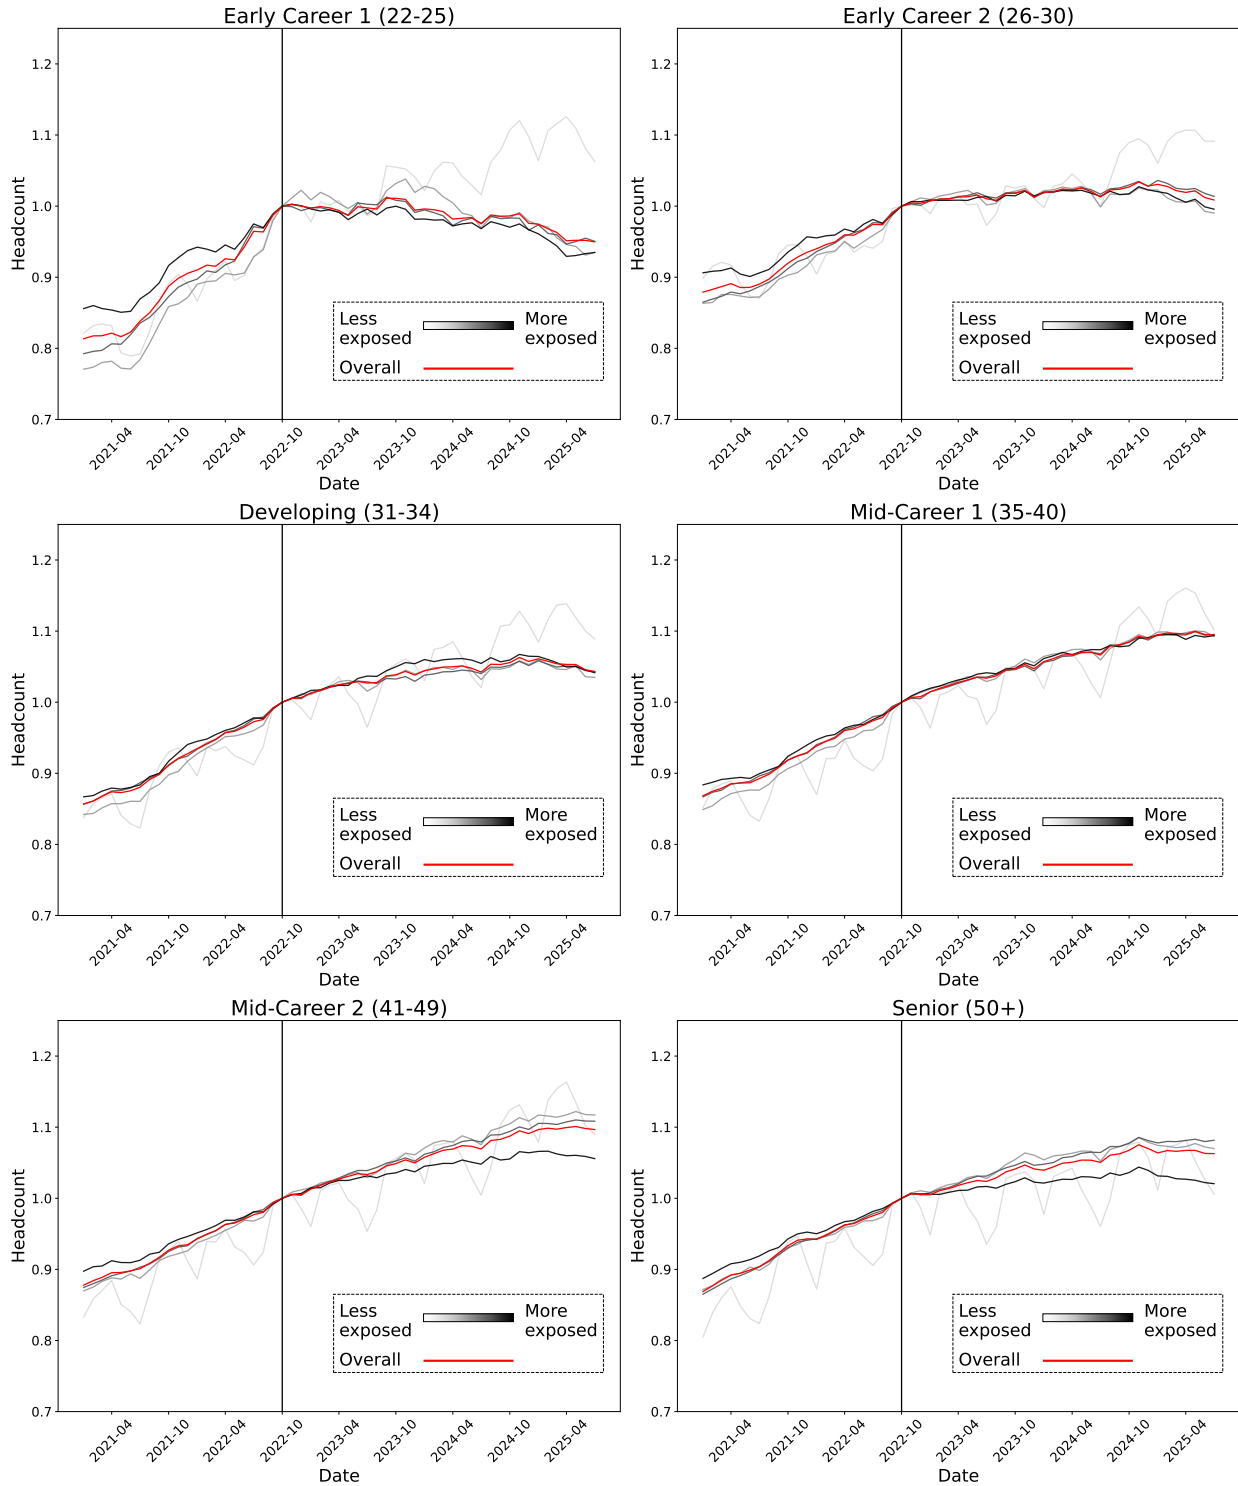 Early Career 1 (22-25)
Headcount
1.2
1.1
1.0
0.9
0.8
0.7
Less exposed
More exposed
Overall
2021-04
2021-10
2022-04
2022-10
2023-04
2023-10
2024-04
2024-10
2025-04
Date
Early Career 2 (26-30)
Headcount
1.2
1.1
1.0
0.9
0.8
0.7
Less exposed
More exposed
Overall
2021-04
2021-10
2022-04
2022-10
2023-04
2023-10
2024-04
2024-10
2025-04
Date
Developing (31-34)
Headcount
1.2
1.1
1.0
0.9
0.8
0.7
Less exposed
More exposed
Overall
2021-04
2021-10
2022-04
2022-10
2023-04
2023-10
2024-04
2024-10
2025-04
Date
Mid-Career 1 (35-40)
Headcount
1.2
1.1
1.0
0.9
0.8
0.7
Less exposed
More exposed
Overall
2021-04
2021-10
2022-04
2022-10
2023-04
2023-10
2024-04
2024-10
2025-04
Date
Mid-Career 2 (41-49)
Headcount
1.2
1.1
1.0
0.9
0.8
0.7
Less exposed
More exposed
Overall
2021-04
2021-10
2022-04
2022-10
2023-04
2023-10
2024-04
2024-10
2025-04
Date
Senior (50+)
Headcount
1.2
1.1
1.0
0.9
0.8
0.7
Less exposed
More exposed
Overall
2021-04
2021-10
2022-04
2022-10
2023-04
2023-10
2024-04
2024-10
2025-04
Date